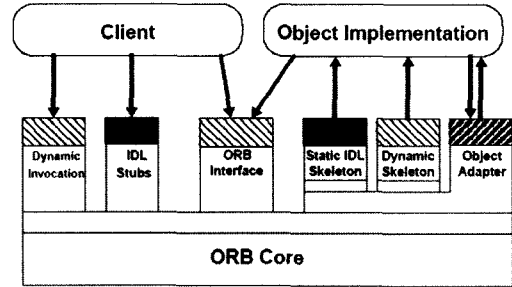 Client
Object Implementation
Dynamic
Invocation
IDL
Stubs
ORB
Interface
Static IDL
Skeleton
Dynamic
Skeleton
Object
Adapter
ORB Core